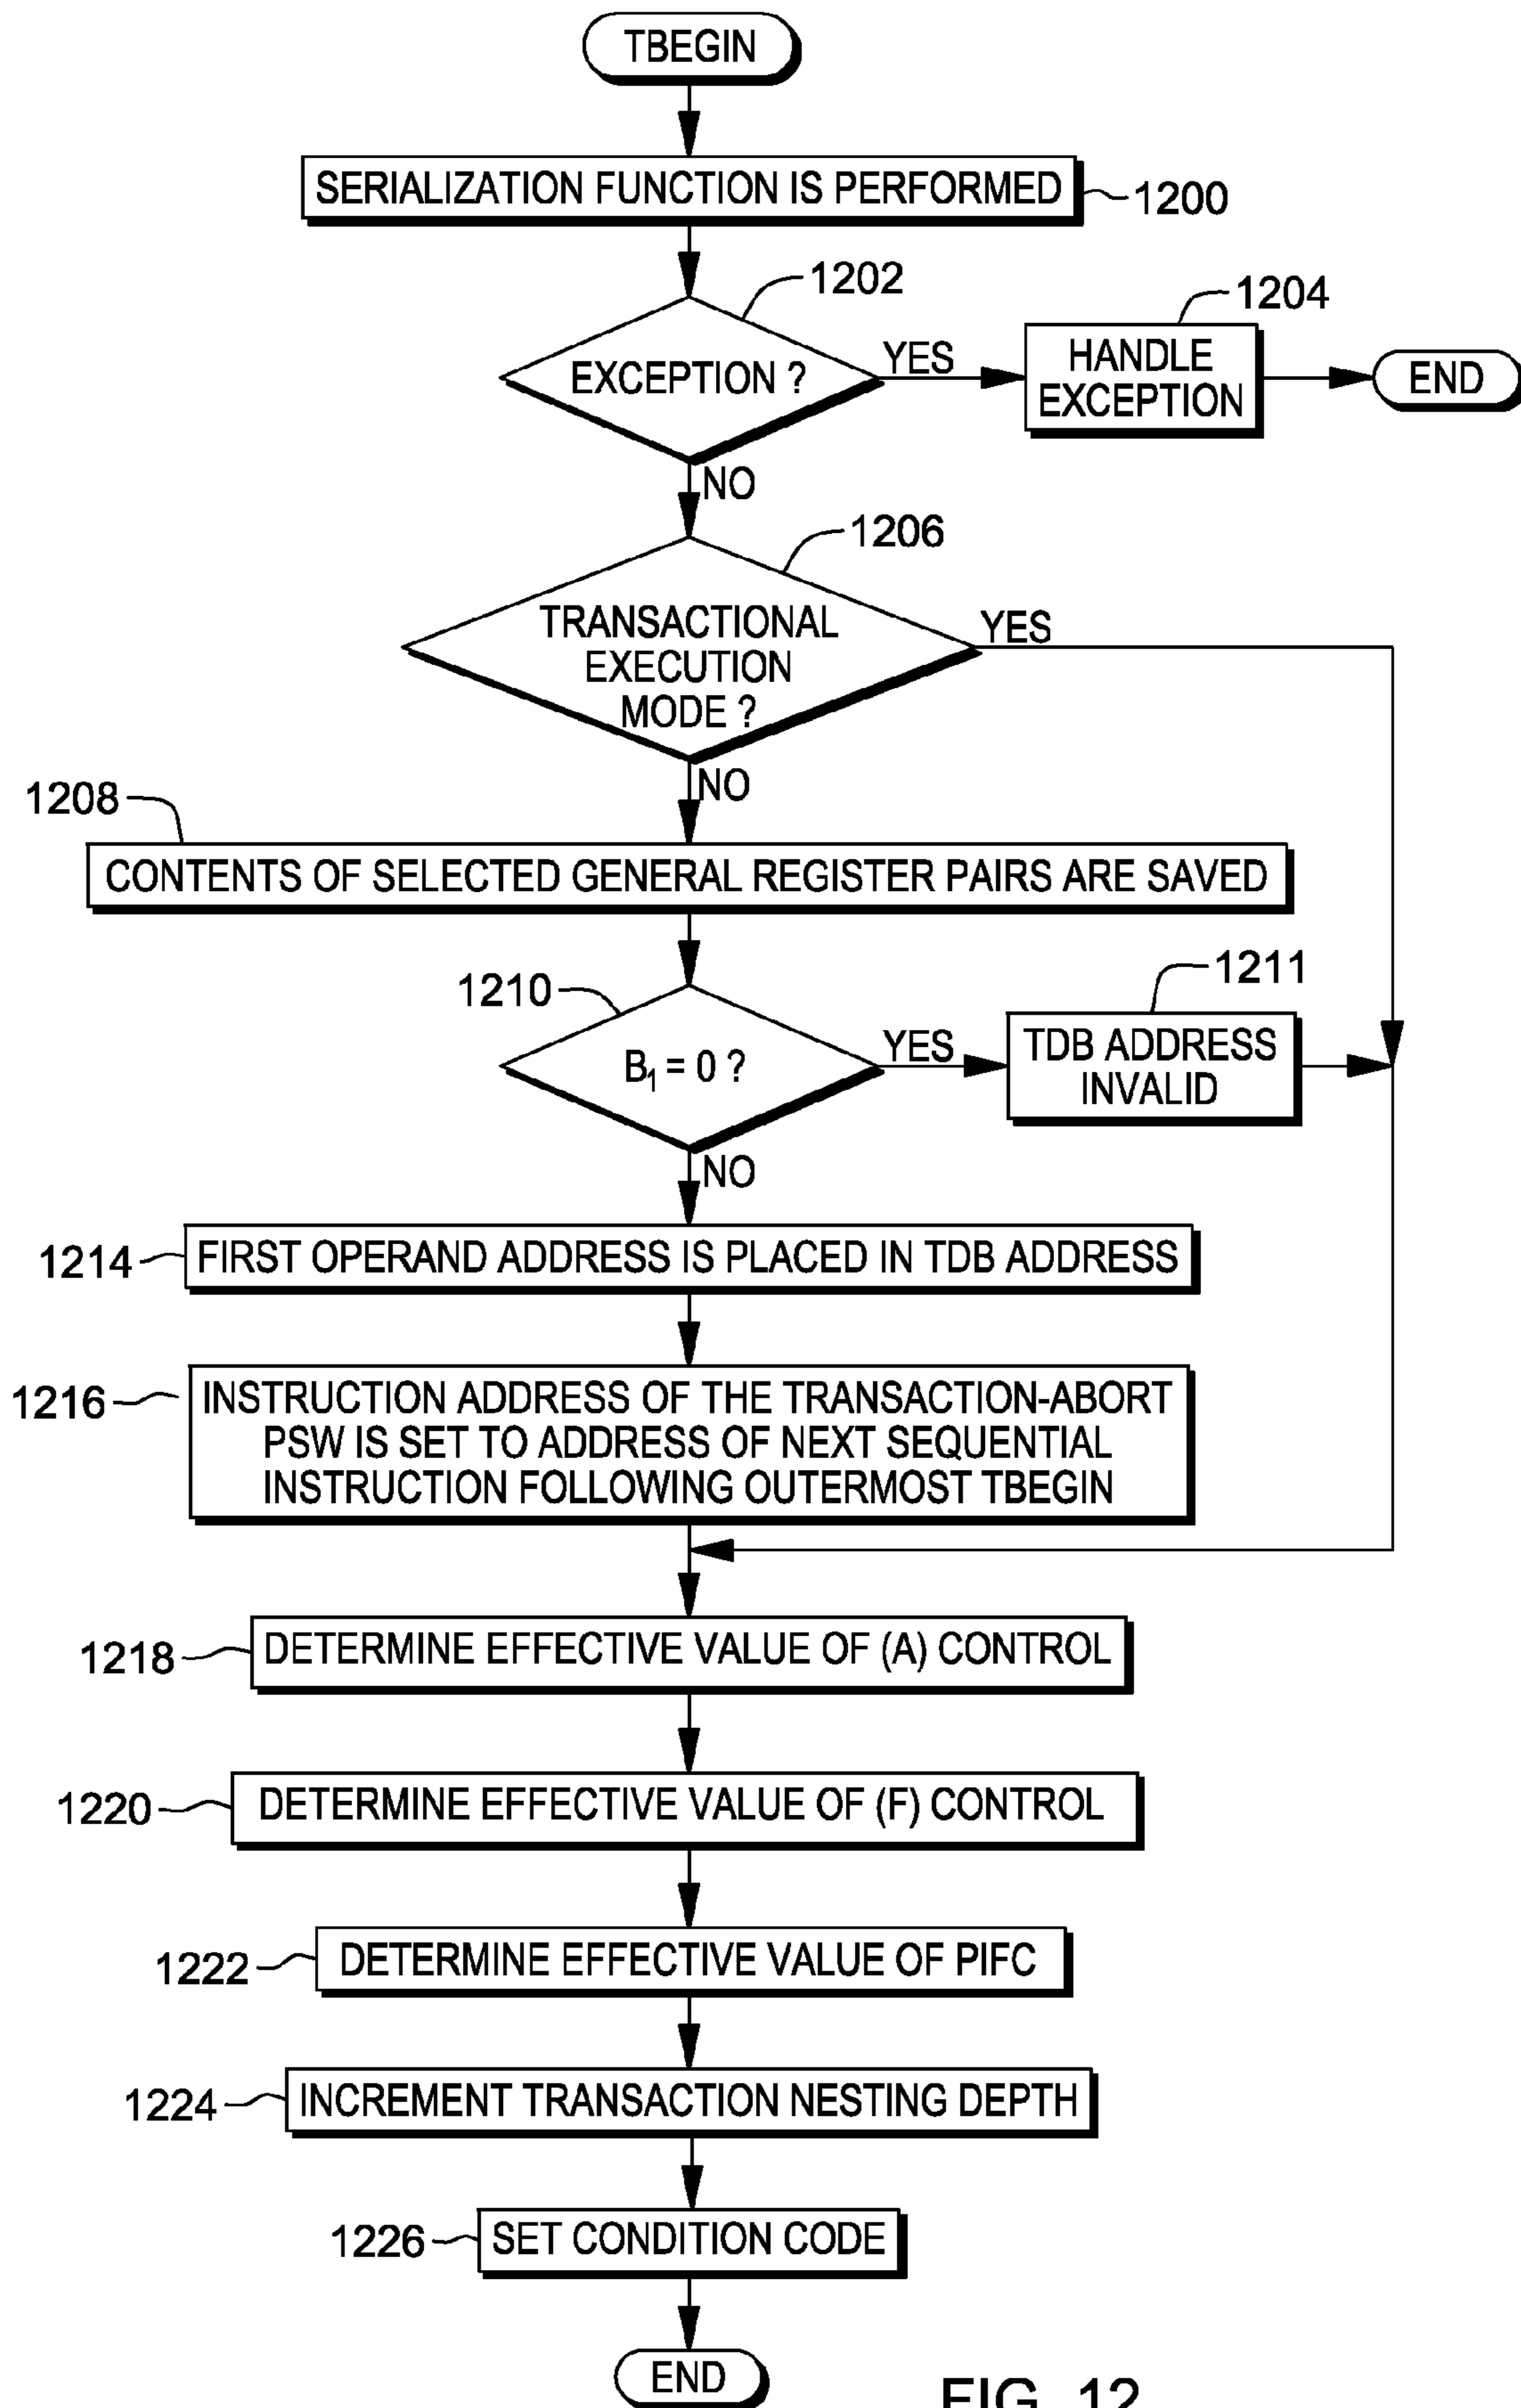 TBEGIN
SERIALIZATION FUNCTION IS PERFORMED
1200
1202
1204
EXCEPTION ?
YES
HANDLE
EXCEPTION
END
NO
1206
TRANSACTIONAL
EXECUTION
MODE ?
YES
NO
1208
CONTENTS OF SELECTED GENERAL REGISTER PAIRS ARE SAVED
1210
1211
B₁ = 0 ?
YES
TDB ADDRESS
INVALID
NO
1214
FIRST OPERAND ADDRESS IS PLACED IN TDB ADDRESS
1216
INSTRUCTION ADDRESS OF THE TRANSACTION-ABORT
PSW IS SET TO ADDRESS OF NEXT SEQUENTIAL
INSTRUCTION FOLLOWING OUTERMOST TBEGIN
1218
DETERMINE EFFECTIVE VALUE OF (A) CONTROL
1220
DETERMINE EFFECTIVE VALUE OF (F) CONTROL
1222
DETERMINE EFFECTIVE VALUE OF PIFC
1224
INCREMENT TRANSACTION NESTING DEPTH
1226
SET CONDITION CODE
END
FIG. 12